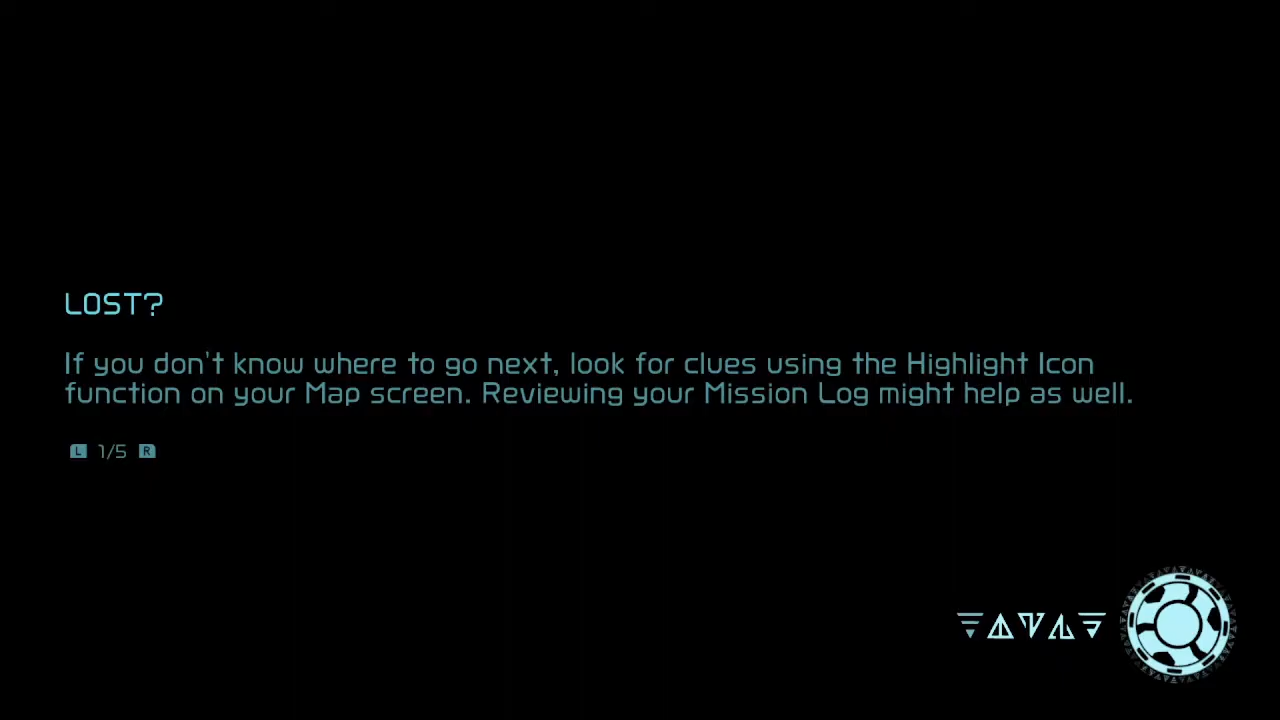 LOST?
If you don't know where to go next, look for clues using the Highlight Icon
function on your Map screen. Reviewing your Mission Log might help as well.
L 1/5 R